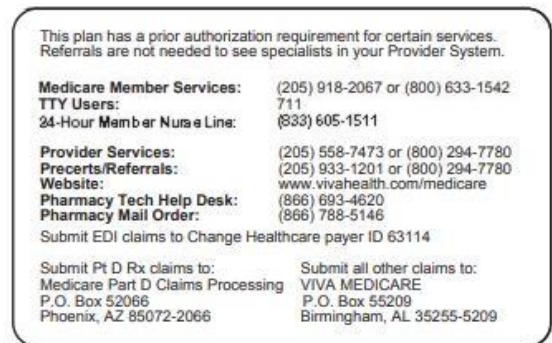 This plan has a prior authorization requirement for certain services.
Referrals are not needed to see specialists in your Provider System.
Medicare Member Services: (205) 918-2067 or (800) 633-1542
TTY Users: 711
24-Hour Member Nurse Line: (833) 605-1511
Provider Services: (205) 558-7473 or (800) 294-7780
Precerts/Referrals: (205) 933-1201 or (800) 294-7780
Website: www.vivahealth.com/medicare
Pharmacy Tech Help Desk: (866) 693-4620
Pharmacy Mail Order: (866) 788-5146
Submit EDI claims to Change Healthcare payer ID 63114
Submit Pt D Rx claims to:
Medicare Part D Claims Processing
P.O. Box 52066
Phoenix, AZ 85072-2066
Submit all other claims to:
VIVA MEDICARE
P.O. Box 55209
Birmingham, AL 35255-5209